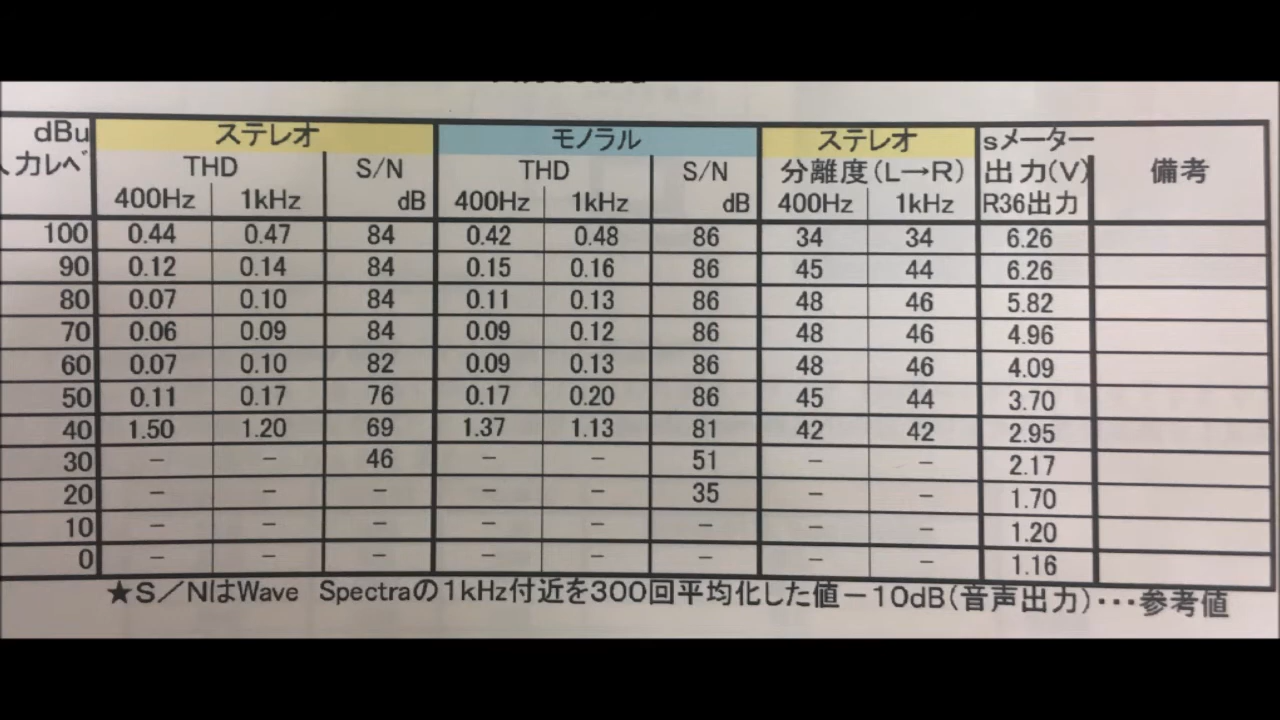 dBu ステレオ モノラル ステレオ sメーター
入力レベ THD S/N THD S/N 分離度(L→R) 出力(V) 備考
400Hz 1kHz dB 400Hz 1kHz dB 400Hz 1kHz R36出力
100 0.44 0.47 84 0.42 0.48 86 34 34 6.26
90 0.12 0.14 84 0.15 0.16 86 45 44 6.26
80 0.07 0.10 84 0.11 0.13 86 48 46 5.82
70 0.06 0.09 84 0.09 0.12 86 48 46 4.96
60 0.07 0.10 82 0.09 0.13 86 48 46 4.09
50 0.11 0.17 76 0.17 0.20 86 45 44 3.70
40 1.50 1.20 69 1.37 1.13 81 42 42 2.95
30 － － 46 － － 51 － － 2.17
20 － － － － － 35 － － 1.70
10 － － － － － － － － 1.20
0 － － － － － － － － 1.16
★S／NはWave Spectraの1kHz付近を300回平均化した値－10dB(音声出力)･･･参考値